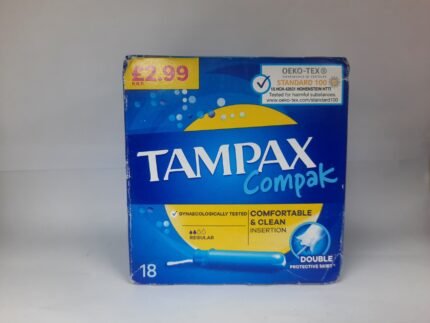 £2.99
R.R.P.
OEKO-TEX®
STANDARD 100
Tested for harmful substances.
www.oeko-tex.com/standard100
TAMPAX
Compak
GYNAECOLOGICALLY TESTED
COMFORTABLE
& CLEAN
INSERTION
REGULAR
18
DOUBLE
PROTECTIVE SKIRT